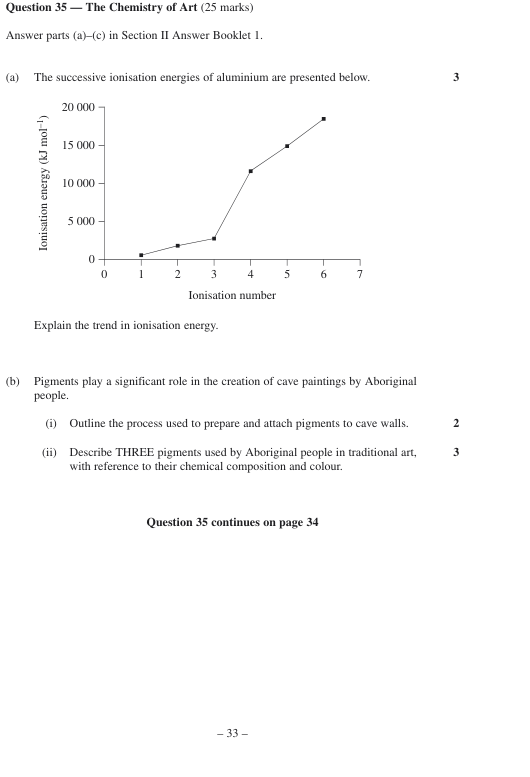 Question 35 — The Chemistry of Art (25 marks)
Answer parts (a)–(c) in Section II Answer Booklet 1.
(a) The successive ionisation energies of aluminium are presented below. 3
Ionisation energy (kJ mol⁻¹)
20 000
15 000
10 000
5 000
0
0 1 2 3 4 5 6 7
Ionisation number
Explain the trend in ionisation energy.
(b) Pigments play a significant role in the creation of cave paintings by Aboriginal
people.
(i) Outline the process used to prepare and attach pigments to cave walls. 2
(ii) Describe THREE pigments used by Aboriginal people in traditional art, 3
with reference to their chemical composition and colour.
Question 35 continues on page 34
– 33 –